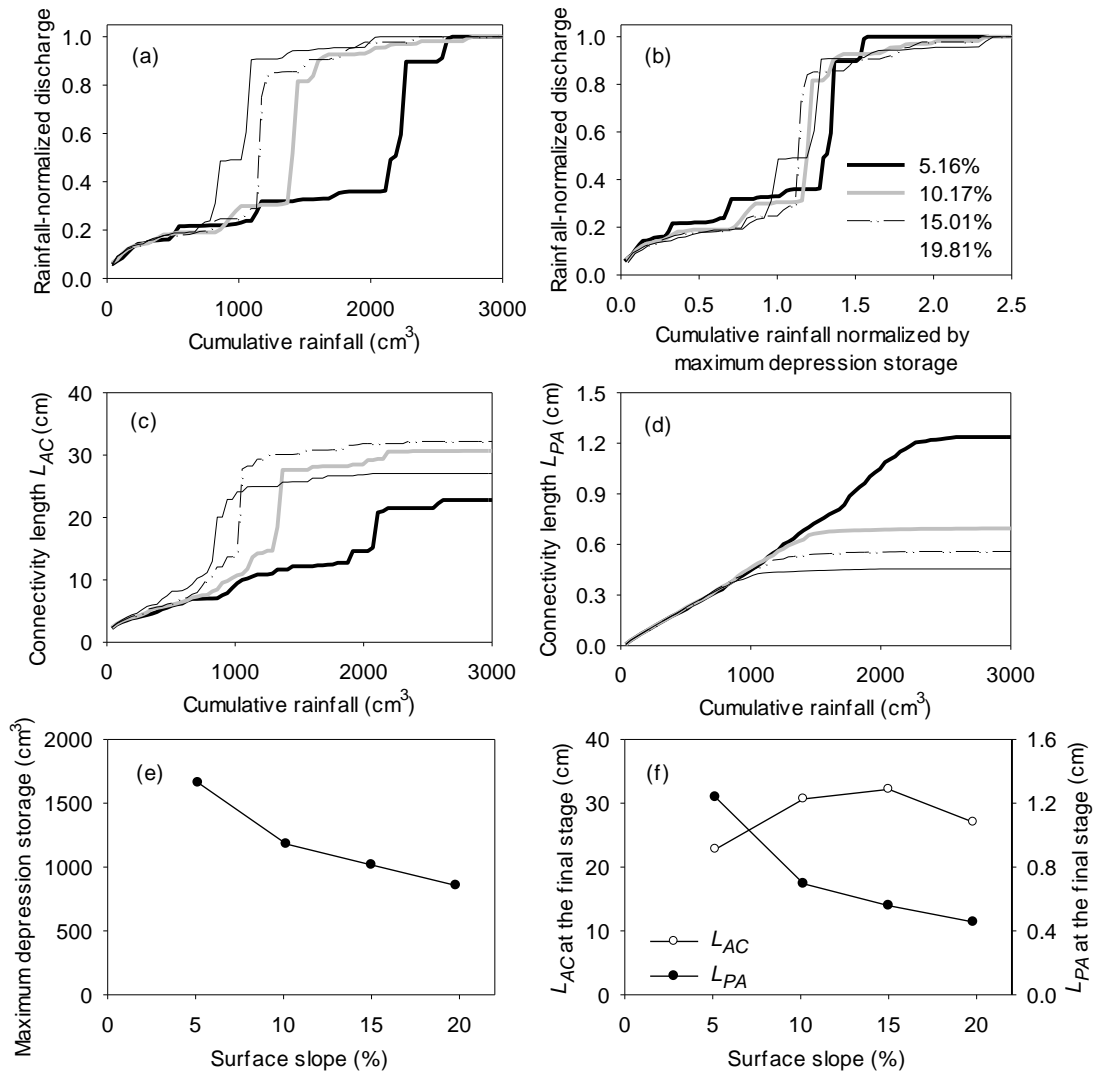 (a)
Rainfall-normalized discharge
1.0
0.8
0.6
0.4
0.2
0.0
0 1000 2000 3000
Cumulative rainfall (cm3)
(b)
Rainfall-normalized discharge
1.0
0.8
0.6
0.4
0.2
0.0
5.16%
10.17%
15.01%
19.81%
0.0 0.5 1.0 1.5 2.0 2.5
Cumulative rainfall normalized by
maximum depression storage
(c)
Connectivity length LAC (cm)
40
30
20
10
0
0 1000 2000 3000
Cumulative rainfall (cm3)
(d)
Connectivity length LPA (cm)
1.5
1.2
0.9
0.6
0.3
0.0
0 1000 2000 3000
Cumulative rainfall (cm3)
(e)
Maximum depression storage (cm3)
2000
1500
1000
500
0
0 5 10 15 20
Surface slope (%)
(f)
LAC at the final stage (cm)
40
30
20
10
0
LAC
LPA
0 5 10 15 20
Surface slope (%)
1.6
1.2
0.8
0.4
0.0
LPA at the final stage (cm)